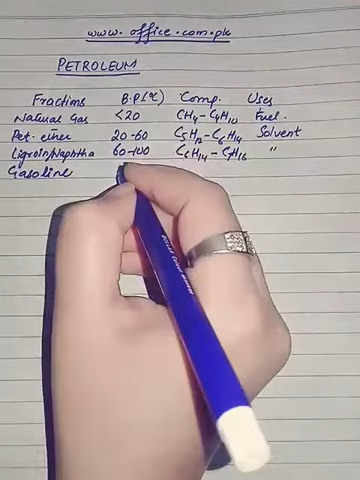 www.office.com.pk
PETROLEUM
Fractions B.P(°C) Comp. Uses
Natural Gas <20 CH4-C4H10 Fuel.
Pet. ether 20-60 C5H12-C6H14 Solvent
Ligroin/Naphtha 60-100 C6H14-C7H16 "
Gasoline